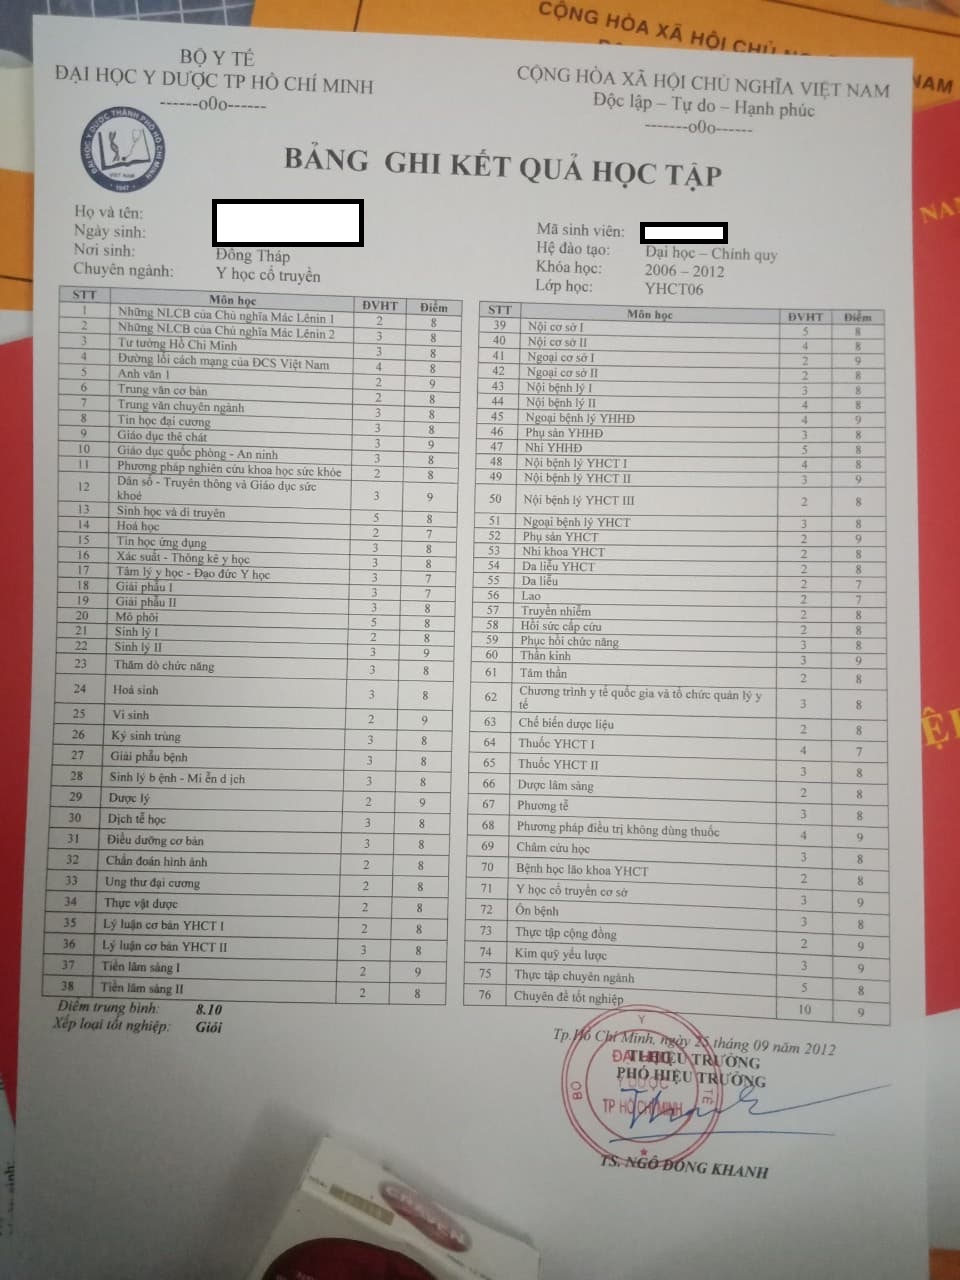 CỘNG HÒA XÃ HỘI CHỦ
NAM
BỘ Y TẾ
ĐẠI HỌC Y DƯỢC TP HỒ CHÍ MINH
------o0o------
CỘNG HÒA XÃ HỘI CHỦ NGHĨA VIỆT NAM
Độc lập – Tự do – Hạnh phúc
-------o0o------
ĐẠI HỌC Y DƯỢC THÀNH PHỐ HỒ CHÍ MINH
VIỆT NAM
1947
BẢNG GHI KẾT QUẢ HỌC TẬP
Họ và tên:
Ngày sinh:
Nơi sinh: Đồng Tháp
Chuyên ngành: Y học cổ truyền
Mã sinh viên:
Hệ đào tạo: Đại học – Chính quy
Khóa học: 2006 – 2012
Lớp học: YHCT06
STT Môn học ĐVHT Điểm
1 Những NLCB của Chủ nghĩa Mác Lênin 1 2 8
2 Những NLCB của Chủ nghĩa Mác Lênin 2 3 8
3 Tư tưởng Hồ Chí Minh 3 8
4 Đường lối cách mạng của ĐCS Việt Nam 4 8
5 Anh văn 1 2 9
6 Trung văn cơ bản 2 8
7 Trung văn chuyên ngành 3 8
8 Tin học đại cương 3 8
9 Giáo dục thể chất 3 9
10 Giáo dục quốc phòng - An ninh 3 8
11 Phương pháp nghiên cứu khoa học sức khỏe 2 8
12 Dân số - Truyền thông và Giáo dục sức
khoẻ 3 9
13 Sinh học và di truyền 5 8
14 Hoá học 2 7
15 Tin học ứng dụng 3 8
16 Xác suất - Thống kê y học 3 8
17 Tâm lý y học - Đạo đức Y học 3 7
18 Giải phẫu I 3 7
19 Giải phẫu II 3 8
20 Mô phôi 5 8
21 Sinh lý I 2 8
22 Sinh lý II 3 9
23 Thăm dò chức năng 3 8
24 Hoá sinh 3 8
25 Vi sinh 2 9
26 Ký sinh trùng 3 8
27 Giải phẫu bệnh 3 8
28 Sinh lý b ệnh - Mi ễn d ịch 3 8
29 Dược lý 2 9
30 Dịch tễ học 3 8
31 Điều dưỡng cơ bản 3 8
32 Chẩn đoán hình ảnh 2 8
33 Ung thư đại cương 2 8
34 Thực vật dược 2 8
35 Lý luận cơ bản YHCT I 2 8
36 Lý luận cơ bản YHCT II 3 8
37 Tiền lâm sàng I 2 9
38 Tiền lâm sàng II 2 8
Điểm trung bình: 8.10
Xếp loại tốt nghiệp: Giỏi
STT Môn học ĐVHT Điểm
39 Nội cơ sở I 5 8
40 Nội cơ sở II 4 8
41 Ngoại cơ sở I 2 9
42 Ngoại cơ sở II 2 8
43 Nội bệnh lý I 3 8
44 Nội bệnh lý II 4 8
45 Ngoại bệnh lý YHHĐ 4 9
46 Phụ sản YHHĐ 3 8
47 Nhi YHHĐ 5 8
48 Nội bệnh lý YHCT I 4 8
49 Nội bệnh lý YHCT II 3 9
50 Nội bệnh lý YHCT III 2 8
51 Ngoại bệnh lý YHCT 3 8
52 Phụ sản YHCT 2 9
53 Nhi khoa YHCT 2 8
54 Da liễu YHCT 2 8
55 Da liễu 2 7
56 Lao 2 7
57 Truyền nhiễm 2 8
58 Hồi sức cấp cứu 2 8
59 Phục hồi chức năng 3 8
60 Thần kinh 3 9
61 Tâm thần 2 8
62 Chương trình y tế quốc gia và tổ chức quản lý y
tế 3 8
63 Chế biến dược liệu 2 8
64 Thuốc YHCT I 4 7
65 Thuốc YHCT II 3 8
66 Dược lâm sàng 2 8
67 Phương tễ 3 8
68 Phương pháp điều trị không dùng thuốc 4 9
69 Châm cứu học 3 8
70 Bệnh học lão khoa YHCT 2 8
71 Y học cổ truyền cơ sở 3 9
72 Ôn bệnh 3 8
73 Thực tập cộng đồng 2 9
74 Kim quỹ yếu lược 3 9
75 Thực tập chuyên ngành 5 8
76 Chuyên đề tốt nghiệp 10 9
Tp.Hồ Chí Minh, ngày 25 tháng 09 năm 2012
TL HIỆU TRƯỞNG
PHÓ HIỆU TRƯỞNG
BỘ Y TẾ
ĐẠI HỌC
Y DƯỢC
TP HỒ CHÍ MINH
TS. NGÔ ĐỒNG KHANH
CRAVEN